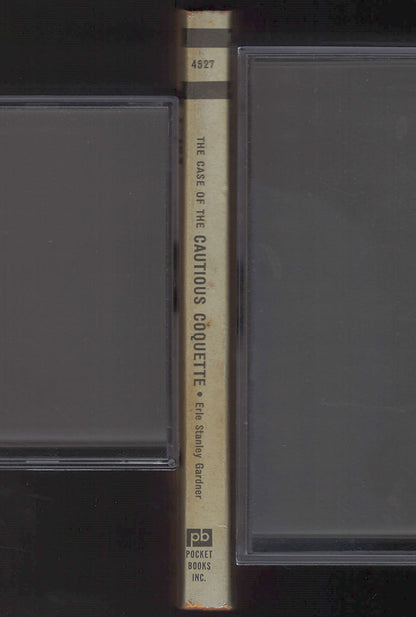 4527
THE CASE OF THE CAUTIOUS COQUETTE • Erle Stanley Gardner
pb
POCKET
BOOKS
INC.